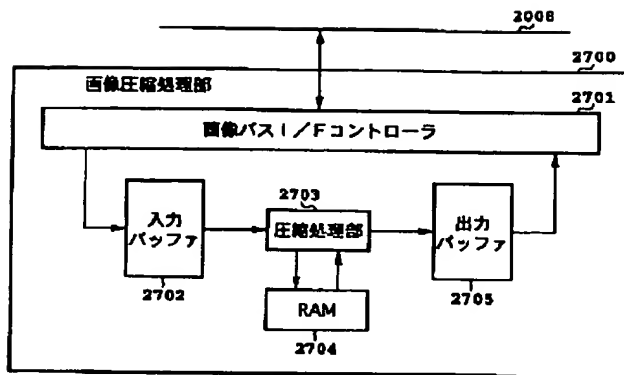 2008
2700
画像圧縮処理部
2701
画像バスI/Fコントローラ
2703
入力
バッファ
圧縮処理部
出力
バッファ
2702
RAM
2705
2704